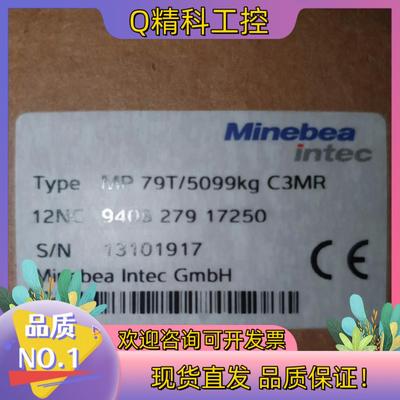 Q精科工控
Minebea
intec
Type MP 79T/5099kg C3MR
12NC 9408 279 17250
S/N 13101917
Minebea Intec GmbH
CE
品质
NO.1
欢迎咨询可开发票
现货直发 品质保证！